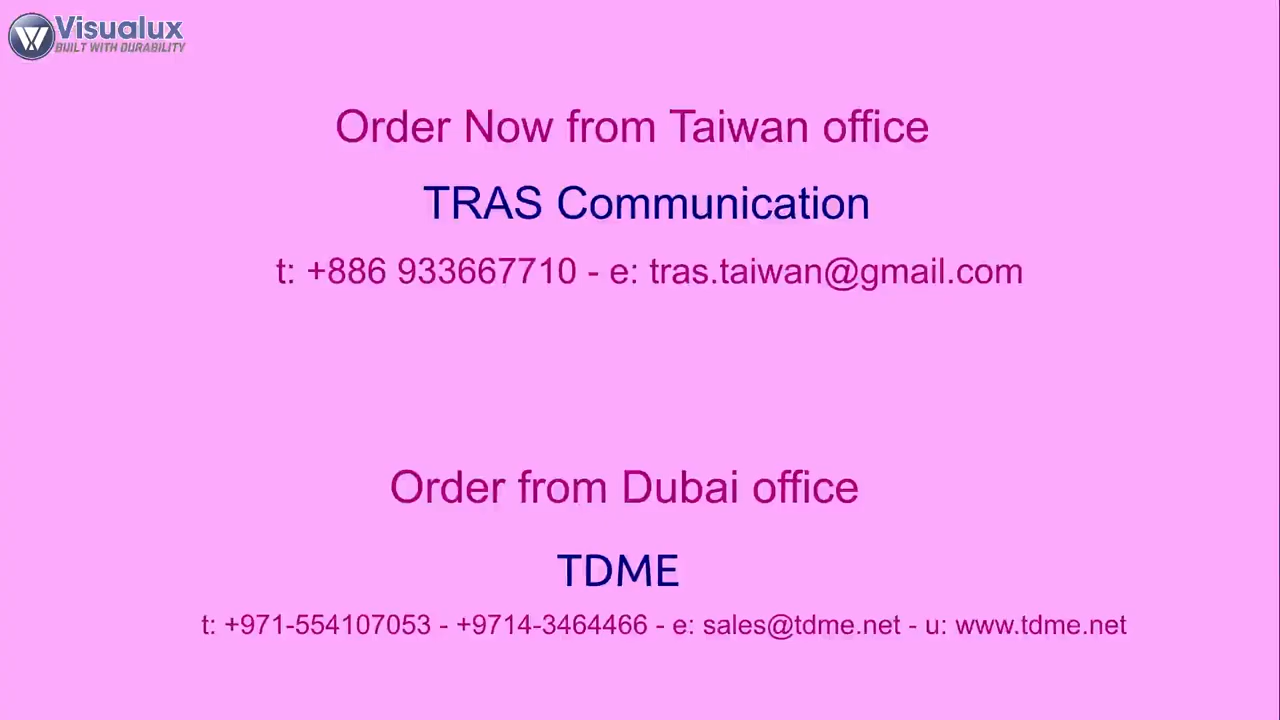 Visualux
BUILT WITH DURABILITY
Order Now from Taiwan office
TRAS Communication
t: +886 933667710 - e: tras.taiwan@gmail.com
Order from Dubai office
TDME
t: +971-554107053 - +9714-3464466 - e: sales@tdme.net - u: www.tdme.net